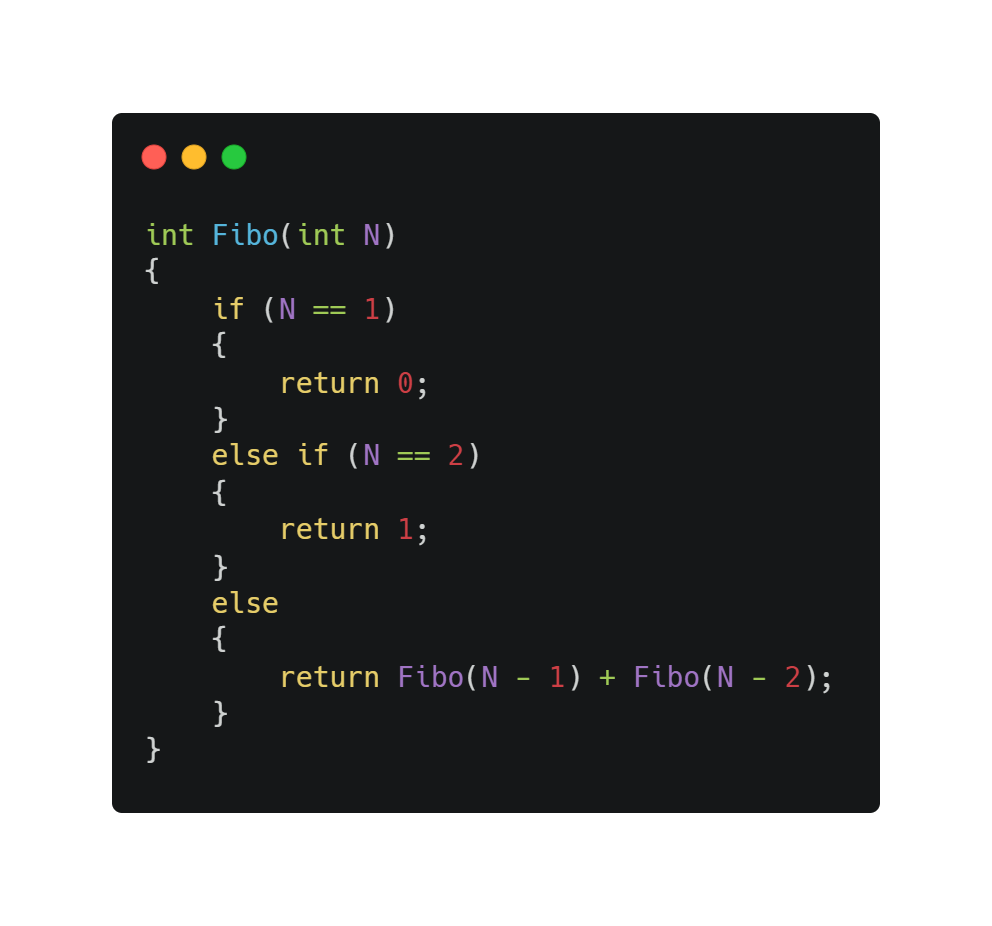 int Fibo(int N)
{
    if (N == 1)
    {
        return 0;
    }
    else if (N == 2)
    {
        return 1;
    }
    else
    {
        return Fibo(N - 1) + Fibo(N - 2);
    }
}